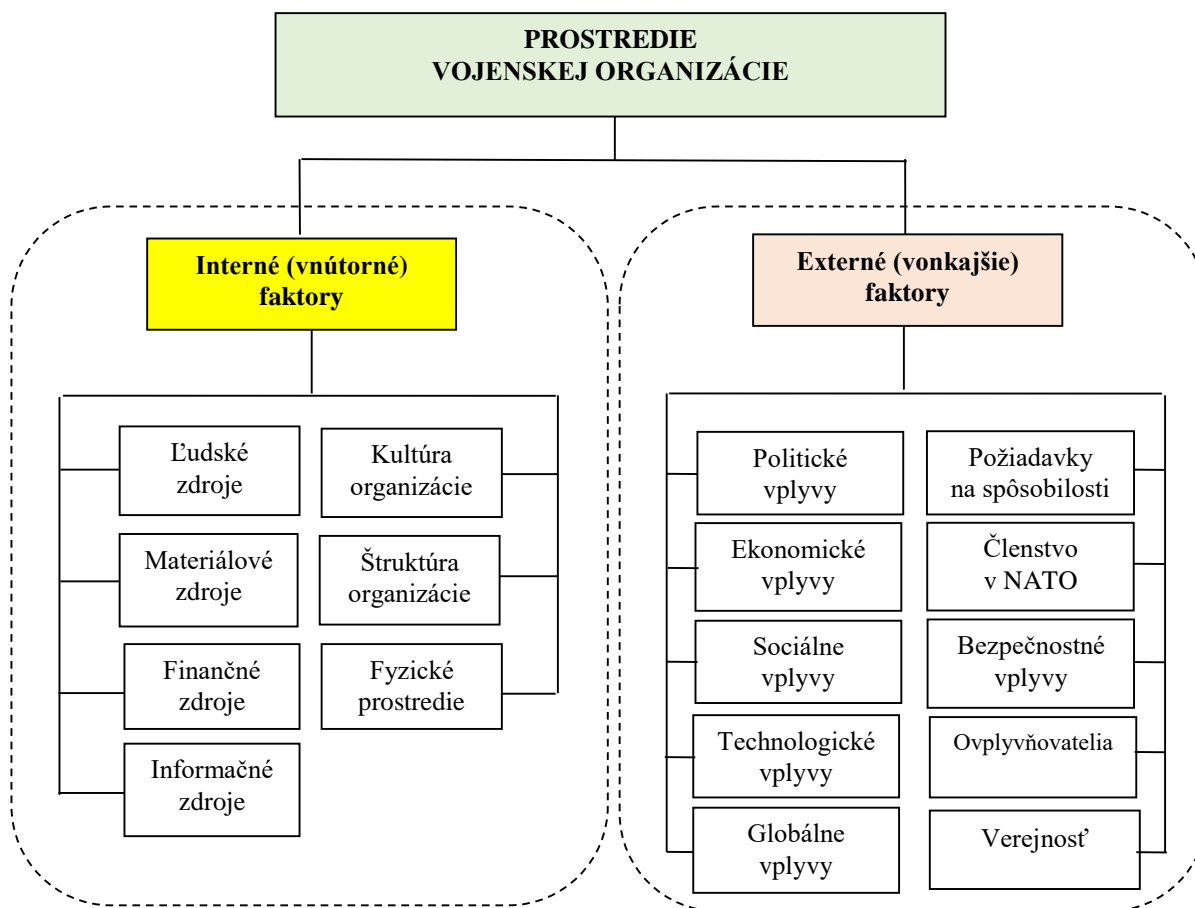 PROSTREDIE
VOJENSKEJ ORGANIZÁCIE
Interné (vnútorné)
faktory
Ľudské
zdroje
Kultúra
organizácie
Materiálové
zdroje
Štruktúra
organizácie
Finančné
zdroje
Fyzické
prostredie
Informačné
zdroje
Externé (vonkajšie)
faktory
Politické
vplyvy
Požiadavky
na spôsobilosti
Ekonomické
vplyvy
Členstvo
v NATO
Sociálne
vplyvy
Bezpečnostné
vplyvy
Technologické
vplyvy
Ovplyvňovatelia
Globálne
vplyvy
Verejnosť